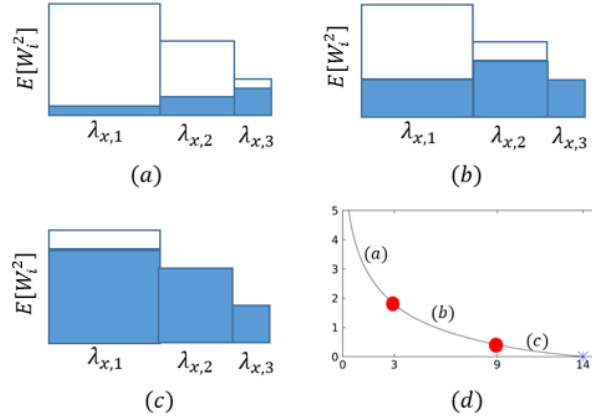 E[W_i^2]
λ_{x,1} λ_{x,2} λ_{x,3}
(a)
E[W_i^2]
λ_{x,1} λ_{x,2} λ_{x,3}
(b)
E[W_i^2]
λ_{x,1} λ_{x,2} λ_{x,3}
(c)
5
4
3
2
1
0
(a)
(b)
(c)
0 3 9 14
(d)